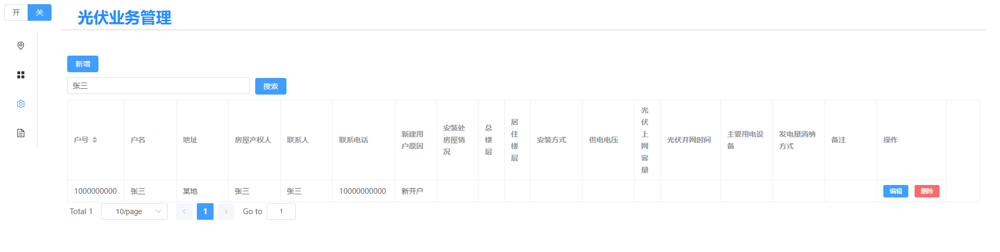 开 关
光伏业务管理
新增
张三 搜索
户号 户名 地址 房屋产权人 联系人 联系电话 新建用户原因 安装处房屋情况 总楼层 居住楼层 安装方式 供电电压 光伏上网容量 光伏并网时间 主要用电设备 发电量消纳方式 备注 操作
1000000000 张三 某地 张三 张三 10000000000 新开户 编辑 删除
Total 1 10/page 1 Go to 1